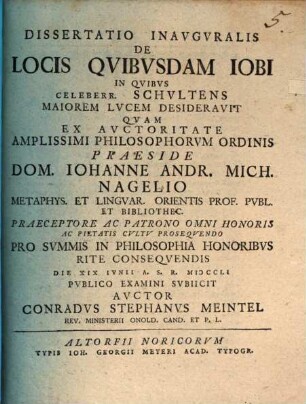 5
DISSERTATIO INAVGVRALIS
DE
LOCIS QVIBVSDAM IOBI
IN QVIBVS
CELEBERR. SCHVLTENS
MAIOREM LVCEM DESIDERAVIT
QVAM
EX AVCTORITATE
AMPLISSIMI PHILOSOPHORVM ORDINIS
PRAESIDE
DOM. IOHANNE ANDR. MICH.
NAGELIO
METAPHYS. ET LINGVAR. ORIENTIS PROF. PVBL.
ET BIBLIOTHEC.
PRAECEPTORE AC PATRONO OMNI HONORIS
AC PIETATIS CVLTV PROSEQVENDO
PRO SVMMIS IN PHILOSOPHIA HONORIBVS
RITE CONSEQVENDIS
DIE XIX IVNII A. S. R. MDCCLI
PVBLICO EXAMINI SVBIICIT
AVCTOR
CONRADVS STEPHANVS MEINTEL
REV. MINISTERII ONOLD. CAND. ET P. L.
ALTORFII NORICORVM
TYPIS IOH. GEORGII MEYERI ACAD. TYPOGR.